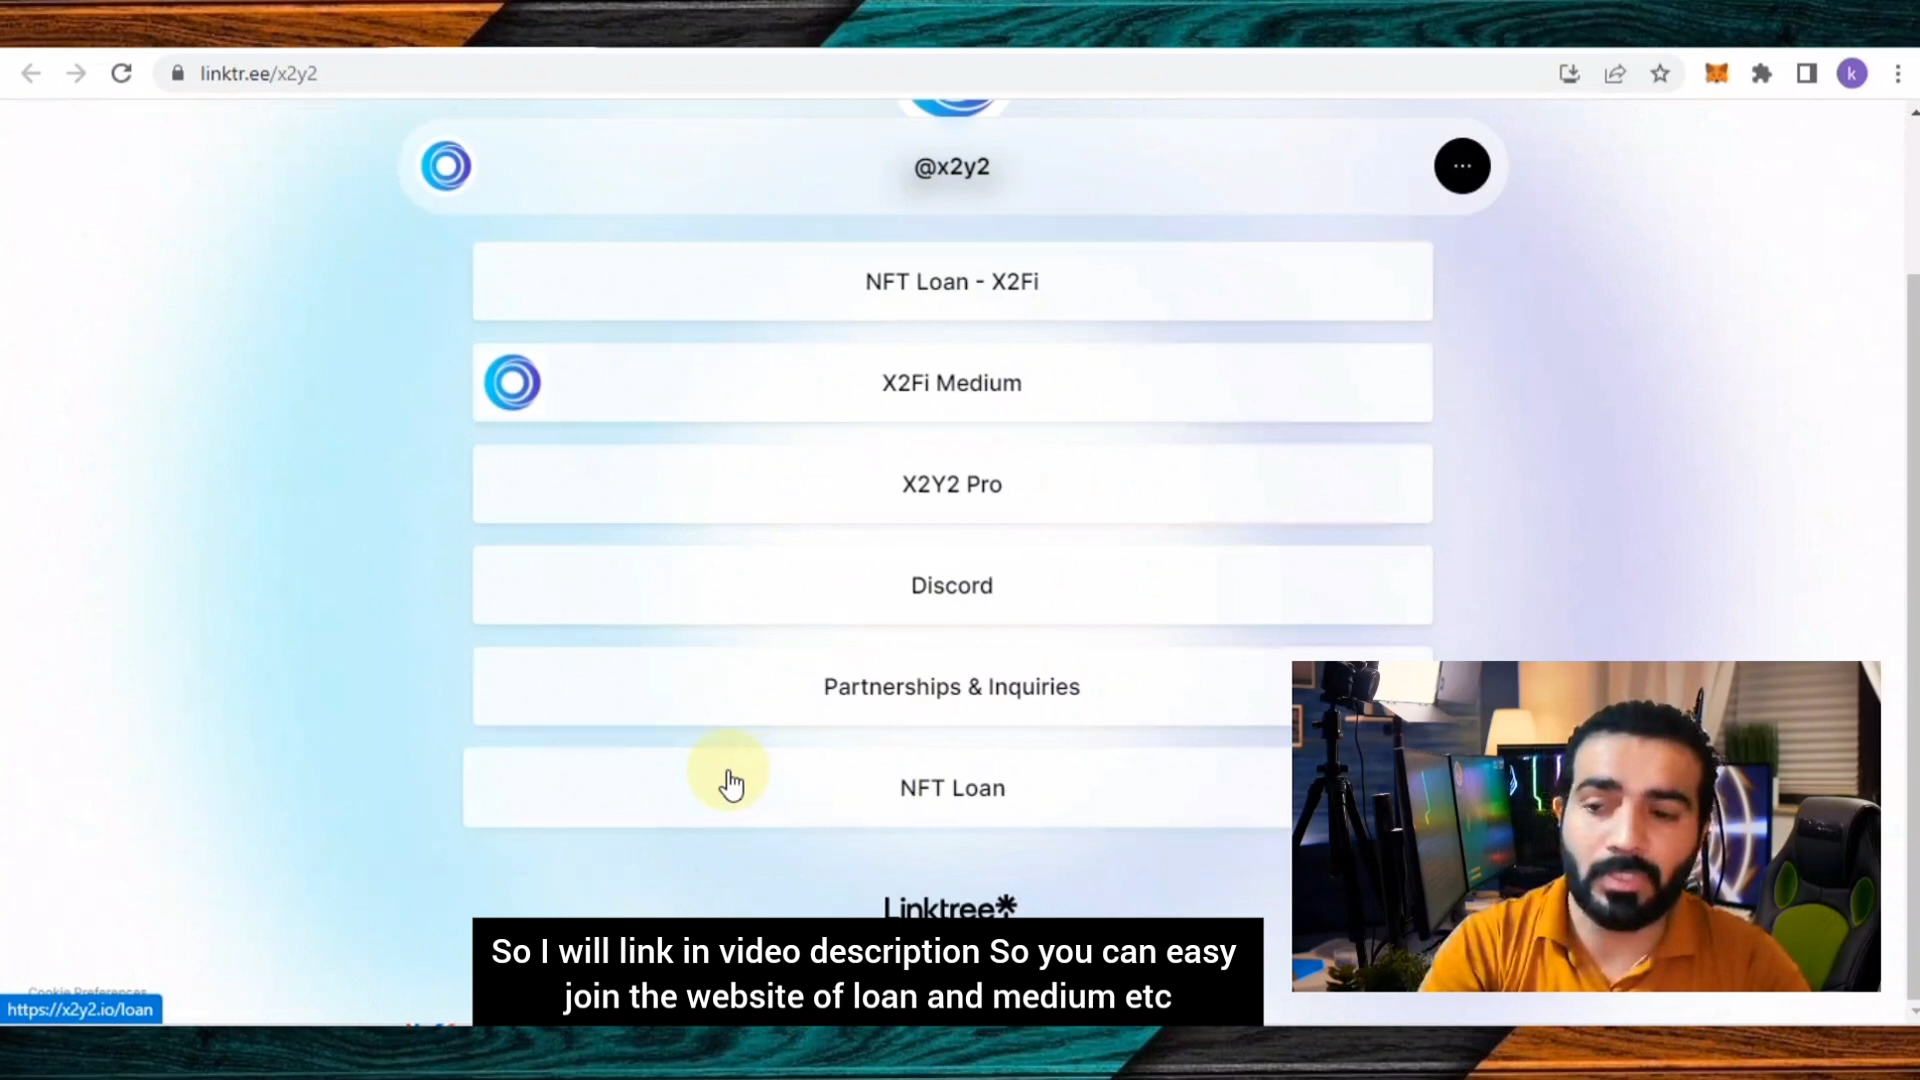 linktr.ee/x2y2
k
@x2y2
...
NFT Loan - X2Fi
X2Fi Medium
X2Y2 Pro
Discord
Partnerships & Inquiries
NFT Loan
Linktree
So I will link in video description So you can easy
join the website of loan and medium etc
Cookie Preferences
https://x2y2.io/loan